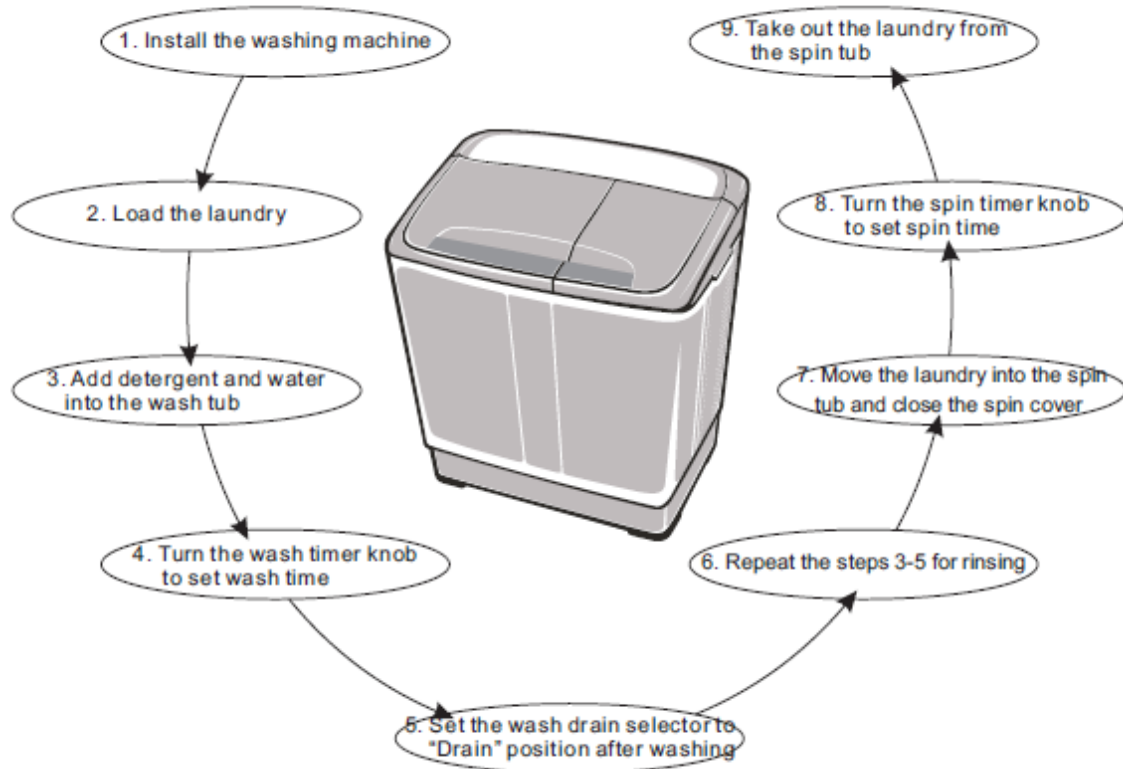 1. Install the washing machine
2. Load the laundry
3. Add detergent and water
into the wash tub
4. Turn the wash timer knob
to set wash time
5. Set the wash drain selector to
“Drain” position after washing
6. Repeat the steps 3-5 for rinsing
7. Move the laundry into the spin
tub and close the spin cover
8. Turn the spin timer knob
to set spin time
9. Take out the laundry from
the spin tub